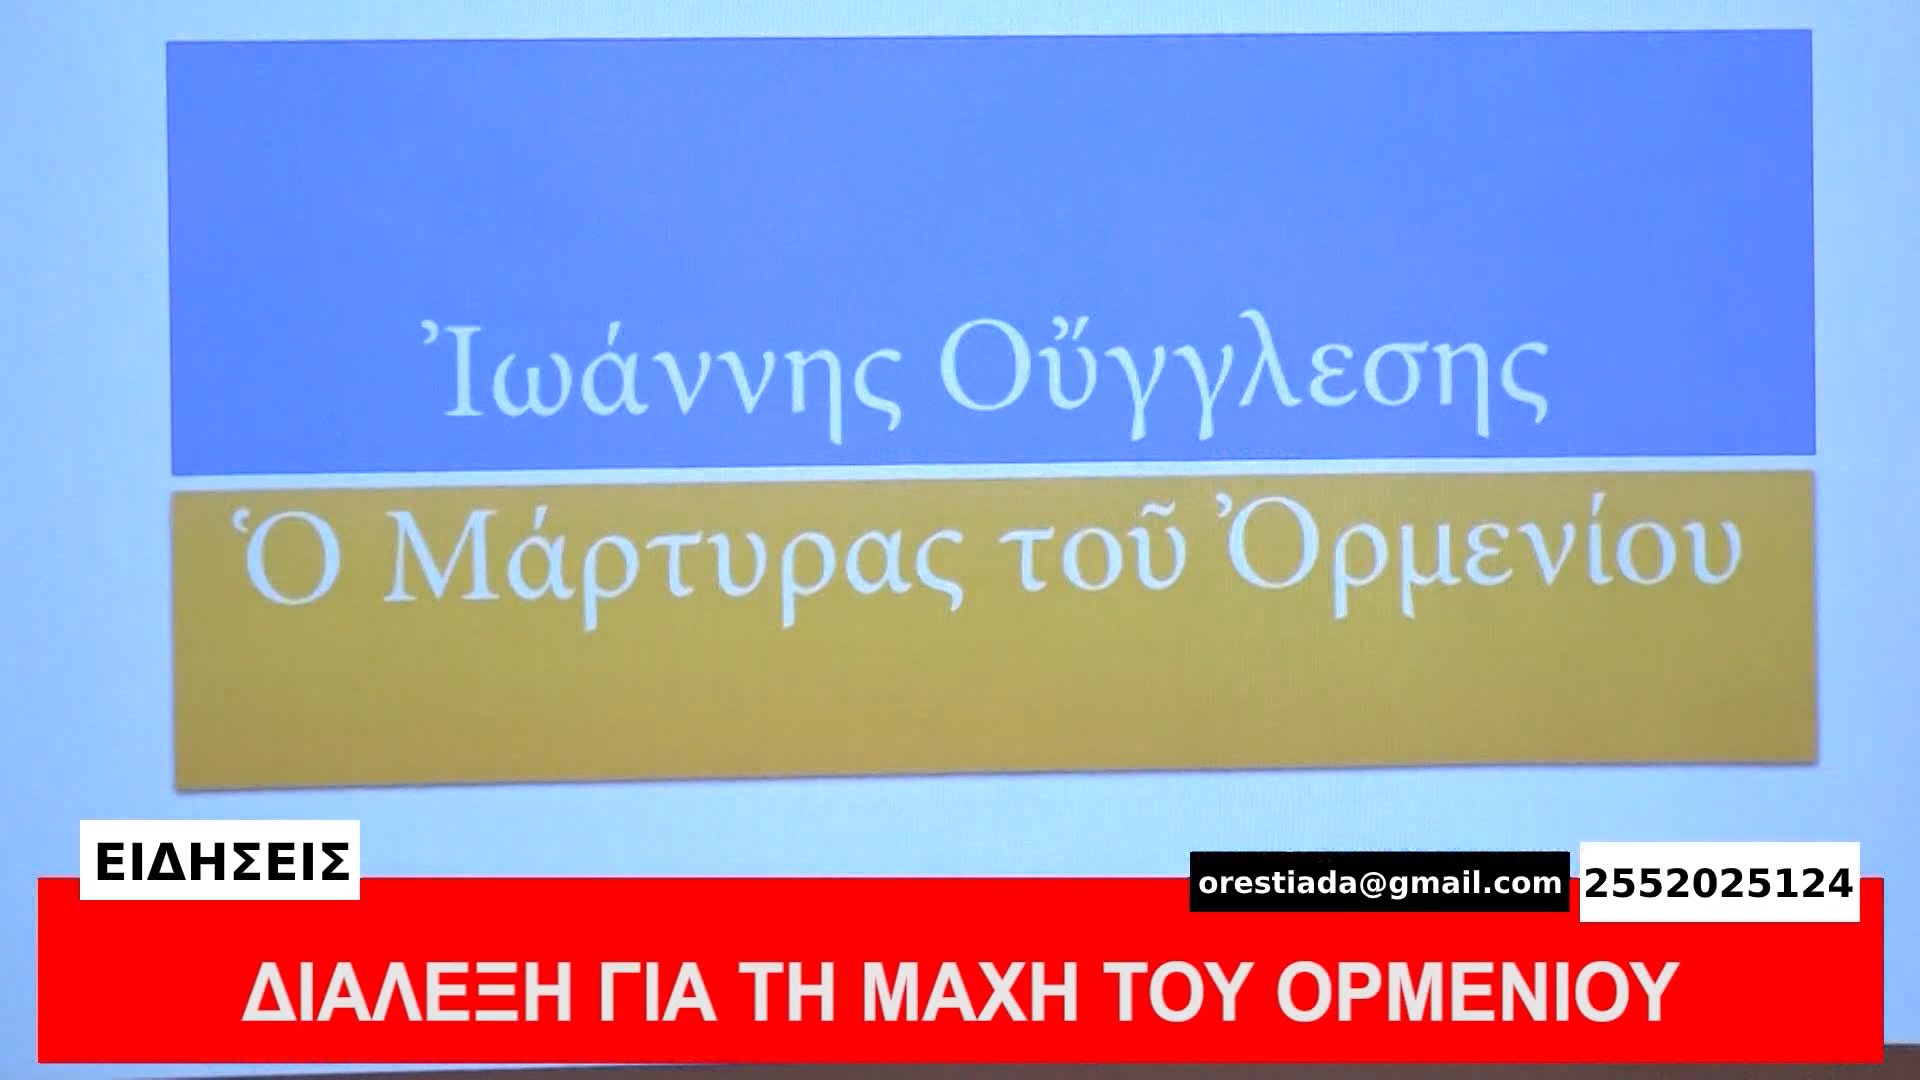 Ἰωάννης Οὔγγλεσης
Ὁ Μάρτυρας τοῦ Ὀρμενίου
ΕΙΔΗΣΕΙΣ
orestiada@gmail.com
2552025124
ΔΙΑΛΕΞΗ ΓΙΑ ΤΗ ΜΑΧΗ ΤΟΥ ΟΡΜΕΝΙΟΥ